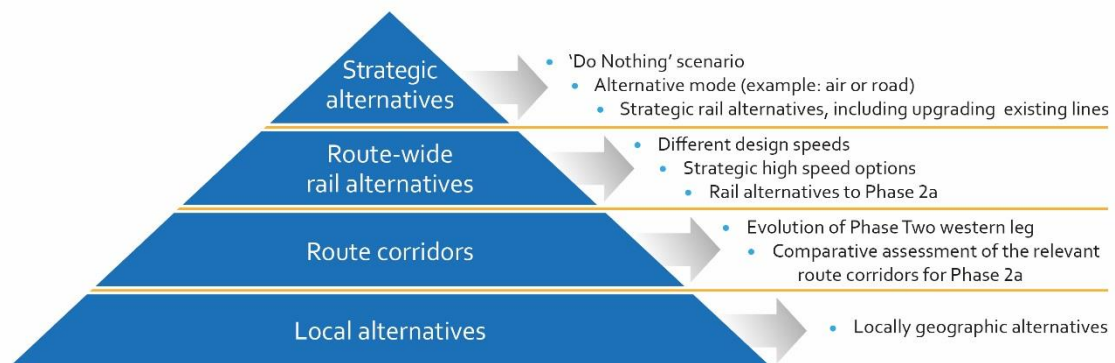 Strategic
alternatives
• ‘Do Nothing’ scenario
• Alternative mode (example: air or road)
• Strategic rail alternatives, including upgrading existing lines
Route-wide
rail alternatives
• Different design speeds
• Strategic high speed options
• Rail alternatives to Phase 2a
Route corridors
• Evolution of Phase Two western leg
• Comparative assessment of the relevant
route corridors for Phase 2a
Local alternatives
• Locally geographic alternatives